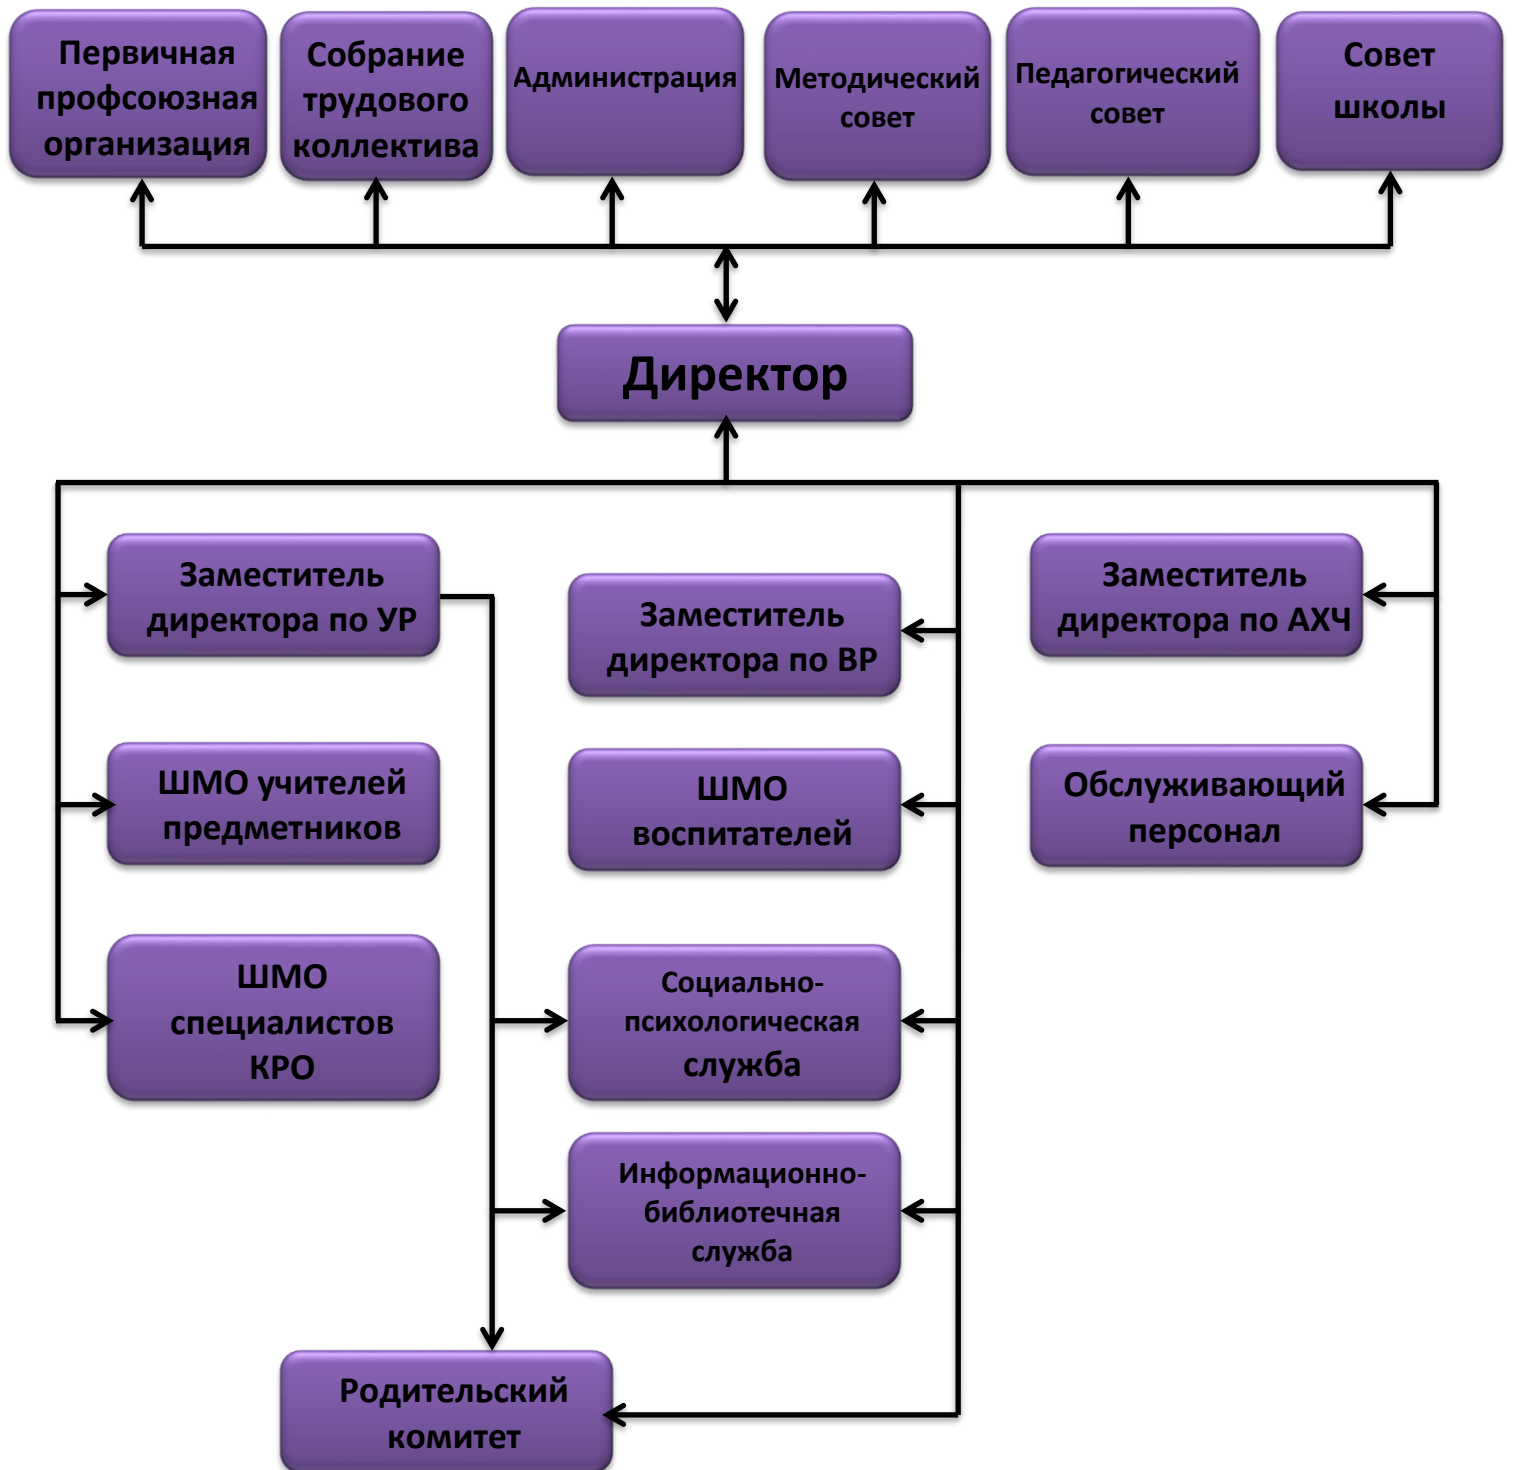 Первичная
профсоюзная
организация
Собрание
трудового
коллектива
Администрация
Методический
совет
Педагогический
совет
Совет
школы
Директор
Заместитель
директора по УР
Заместитель
директора по ВР
Заместитель
директора по АХЧ
ШМО учителей
предметников
ШМО
воспитателей
Обслуживающий
персонал
ШМО
специалистов
КРО
Социально-
психологическая
служба
Информационно-
библиотечная
служба
Родительский
комитет